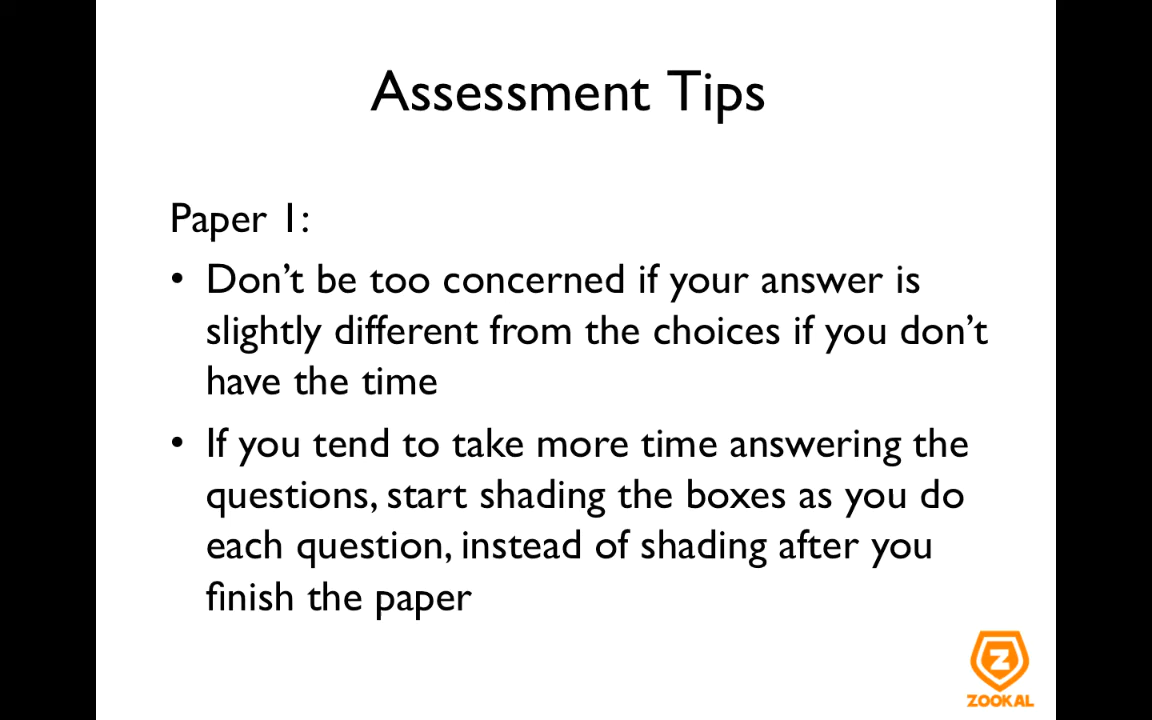 Assessment Tips
Paper 1:
• Don’t be too concerned if your answer is
slightly different from the choices if you don’t
have the time
• If you tend to take more time answering the
questions, start shading the boxes as you do
each question, instead of shading after you
finish the paper
Z
ZOOKAL